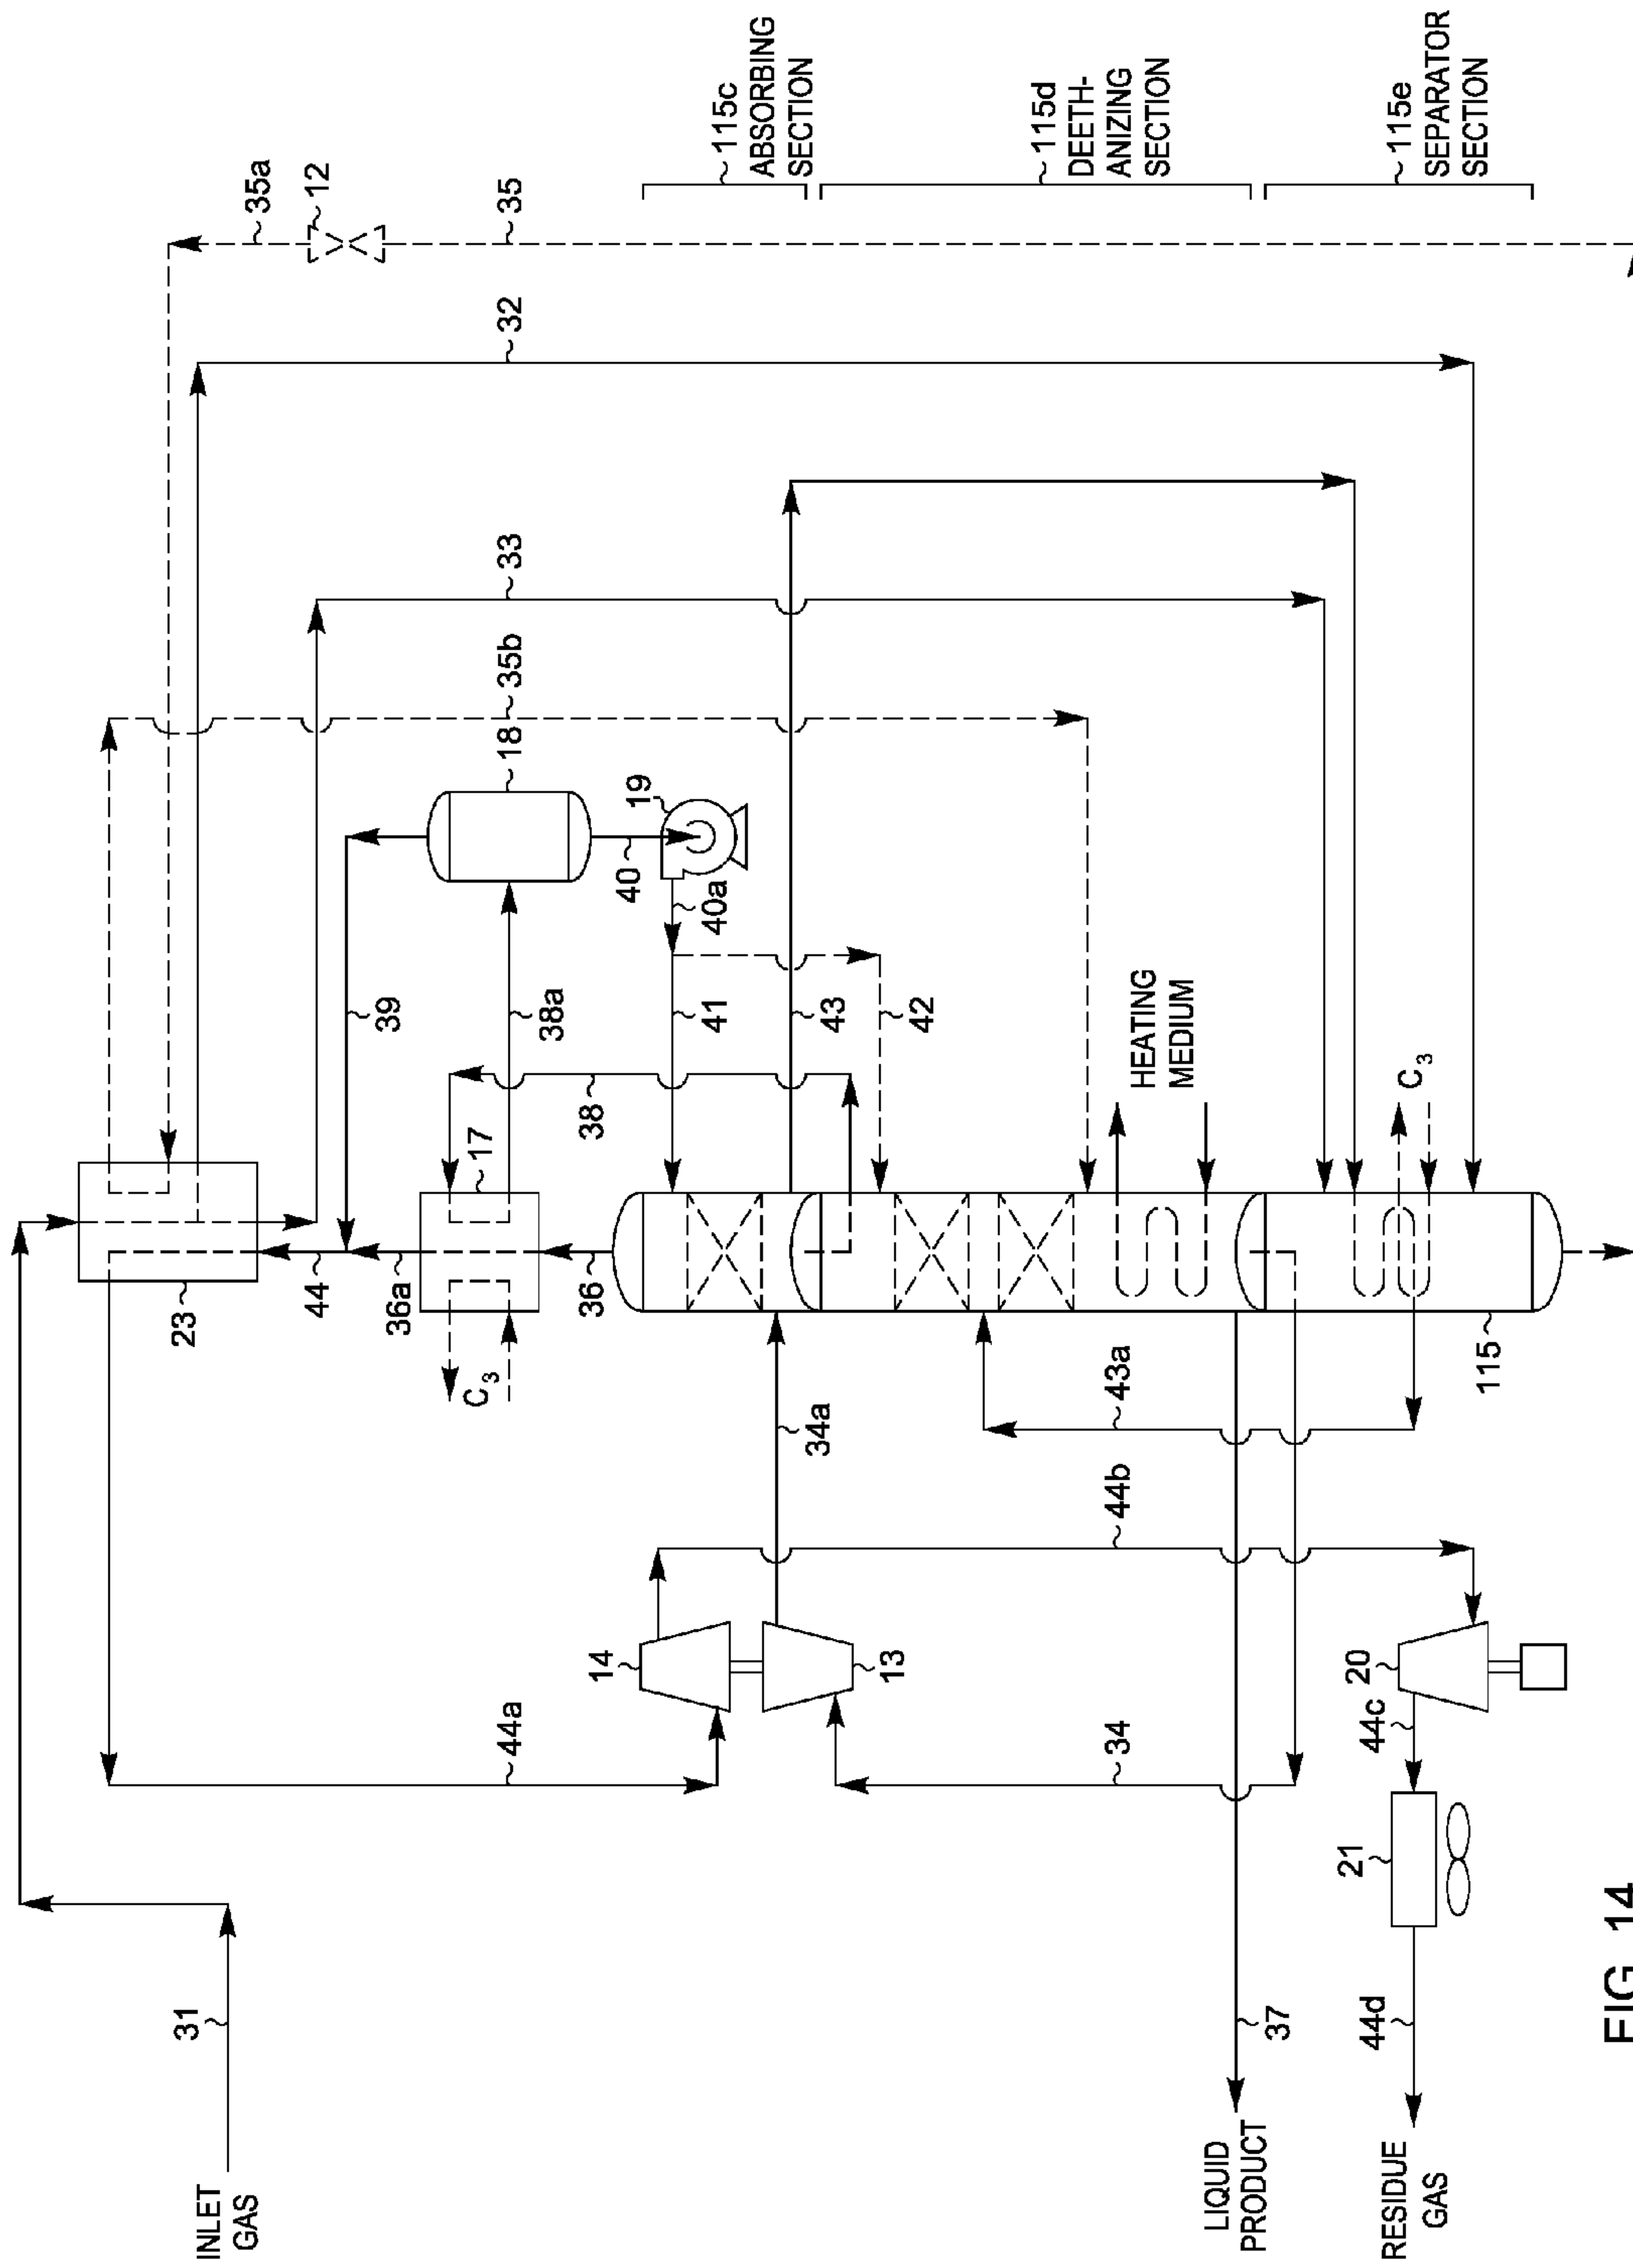 INLET
GAS
31
44a
23
44
36a
C3
36
17
39
38a
38
18
35b
33
32
35a
12
35
19
40
40a
41
43
42
14
13
34a
34
44b
43a
HEATING
MEDIUM
C3
115
115c
ABSORBING
SECTION
115d
DEETH-
ANIZING
SECTION
115e
SEPARATOR
SECTION
LIQUID
PRODUCT
37
RESIDUE
GAS
44d
21
44c
20
FIG. 14